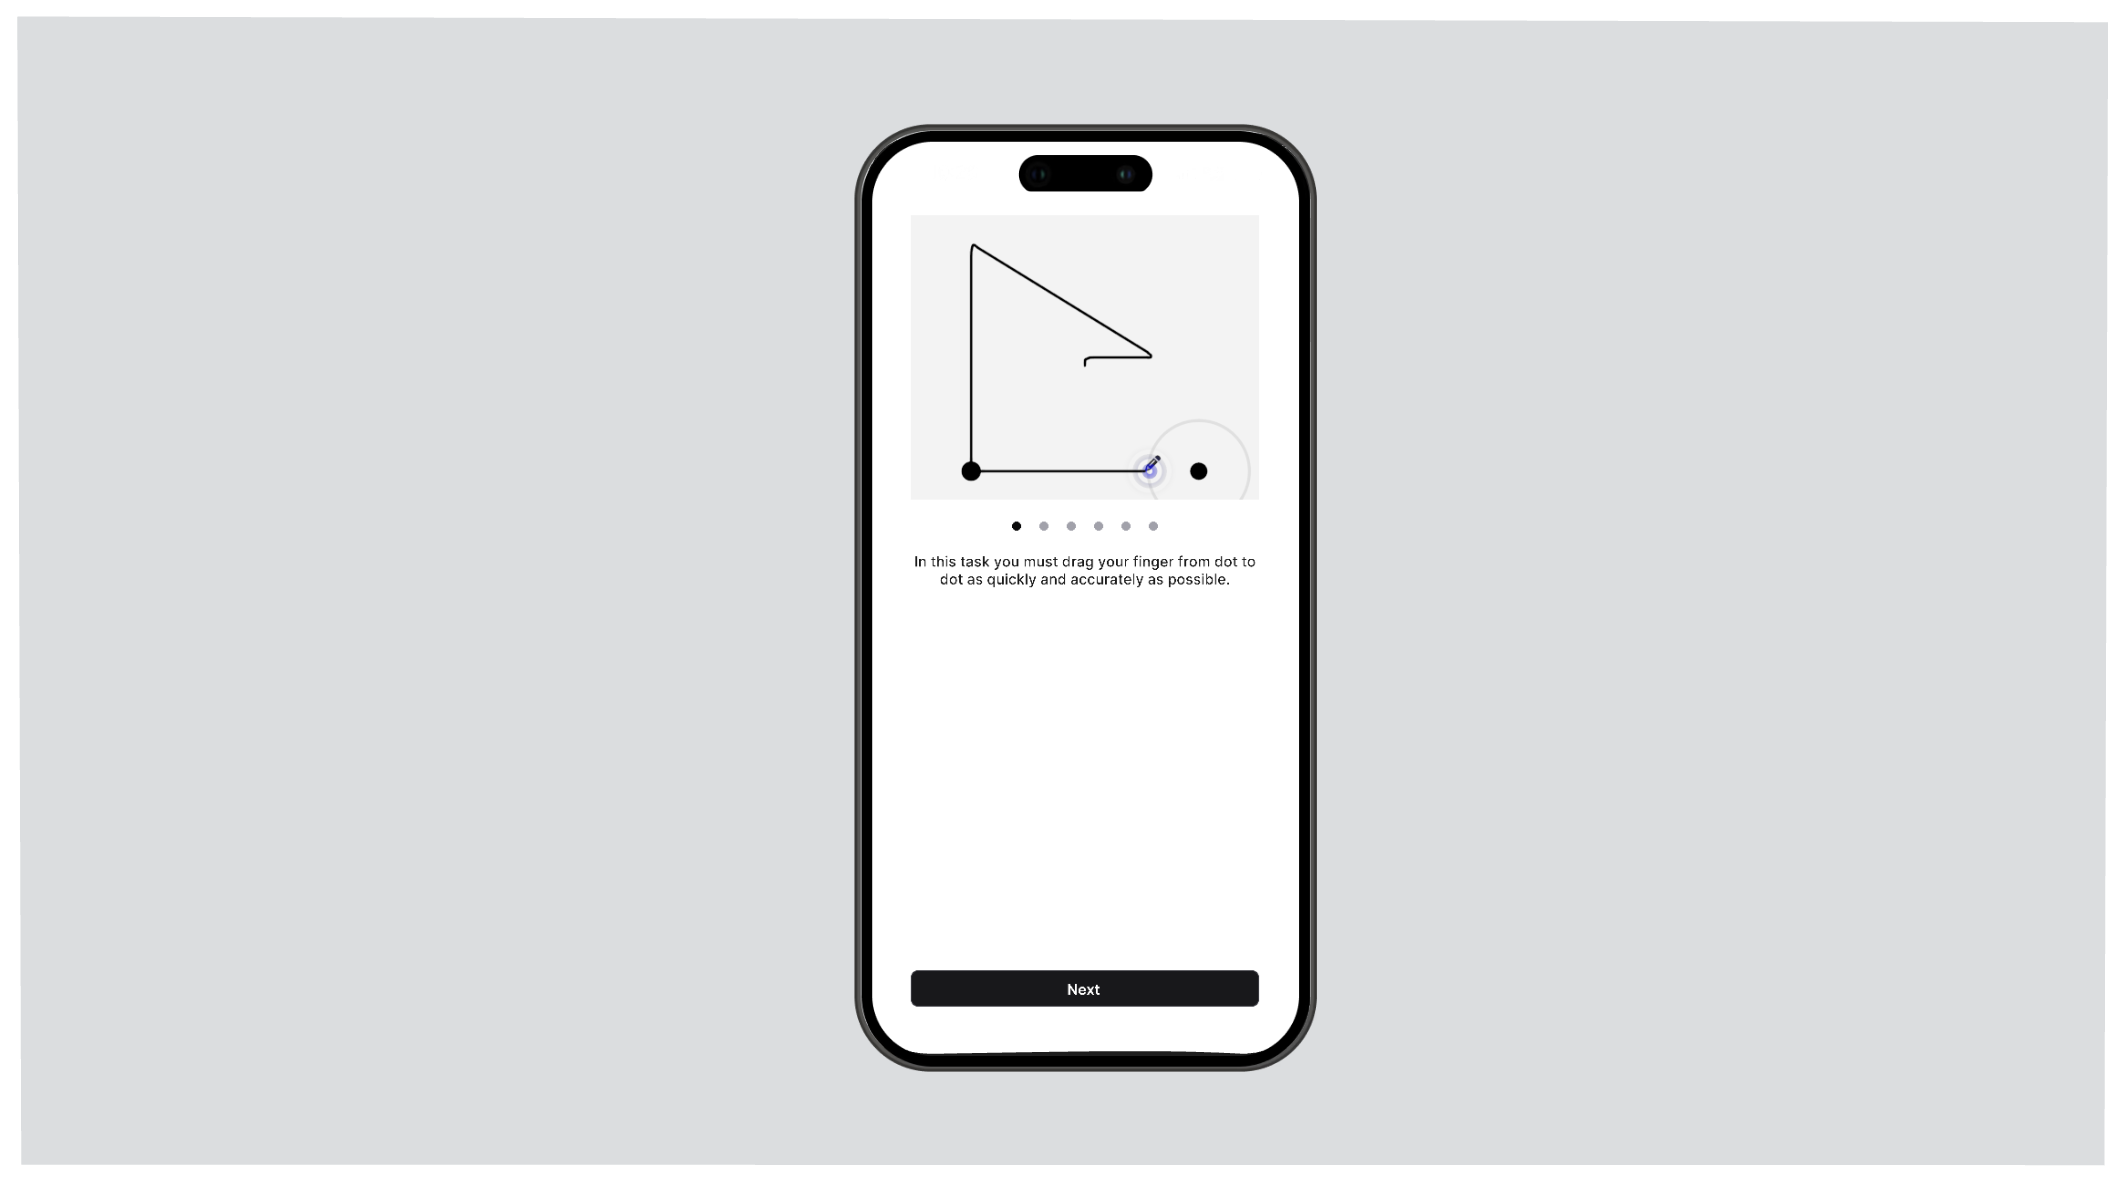 In this task you must drag your finger from dot to
dot as quickly and accurately as possible.
Next